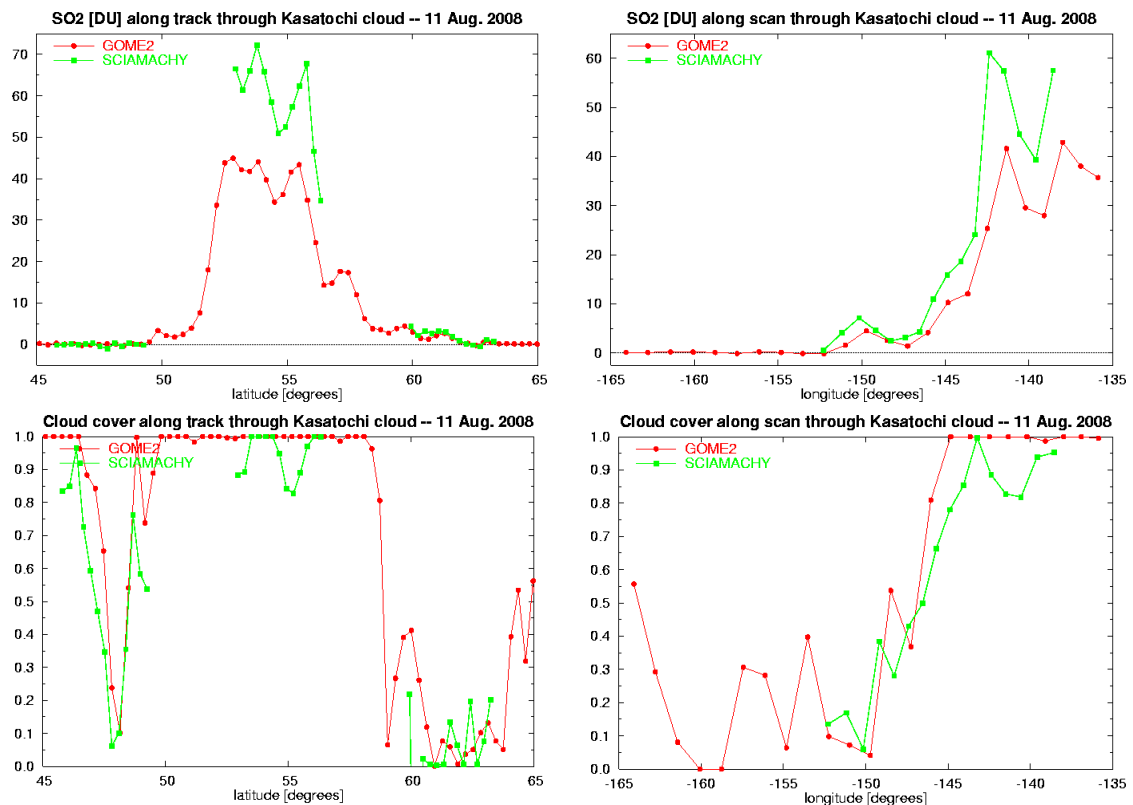 SO2 [DU] along track through Kasatochi cloud -- 11 Aug. 2008
GOME2
SCIAMACHY
70
60
50
40
30
20
10
0
45 50 55 60 65
latitude [degrees]
SO2 [DU] along scan through Kasatochi cloud -- 11 Aug. 2008
GOME2
SCIAMACHY
60
50
40
30
20
10
0
-165 -160 -155 -150 -145 -140 -135
longitude [degrees]
Cloud cover along track through Kasatochi cloud -- 11 Aug. 2008
GOME2
SCIAMACHY
1.0
0.9
0.8
0.7
0.6
0.5
0.4
0.3
0.2
0.1
0.0
45 50 55 60 65
latitude [degrees]
Cloud cover along scan through Kasatochi cloud -- 11 Aug. 2008
GOME2
SCIAMACHY
1.0
0.9
0.8
0.7
0.6
0.5
0.4
0.3
0.2
0.1
0.0
-165 -160 -155 -150 -145 -140 -135
longitude [degrees]